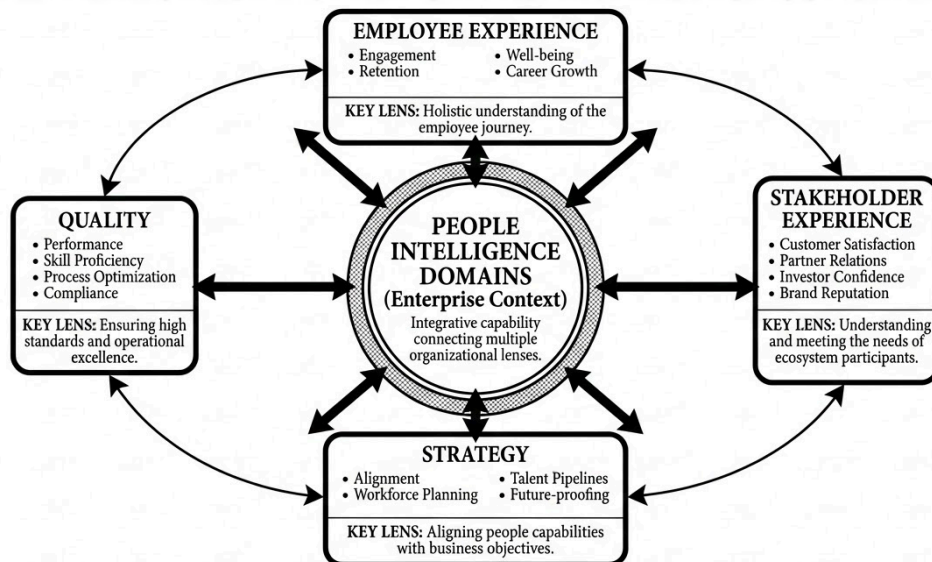 EMPLOYEE EXPERIENCE
• Engagement • Well-being
• Retention • Career Growth
KEY LENS: Holistic understanding of the
employee journey.
QUALITY
• Performance
• Skill Proficiency
• Process Optimization
• Compliance
KEY LENS: Ensuring high
standards and operational
excellence.
PEOPLE
INTELLIGENCE
DOMAINS
(Enterprise Context)
Integrative capability
connecting multiple
organizational lenses.
STAKEHOLDER
EXPERIENCE
• Customer Satisfaction
• Partner Relations
• Investor Confidence
• Brand Reputation
KEY LENS: Understanding
and meeting the needs of
ecosystem participants.
STRATEGY
• Alignment • Talent Pipelines
• Workforce Planning • Future-proofing
KEY LENS: Aligning people capabilities
with business objectives.